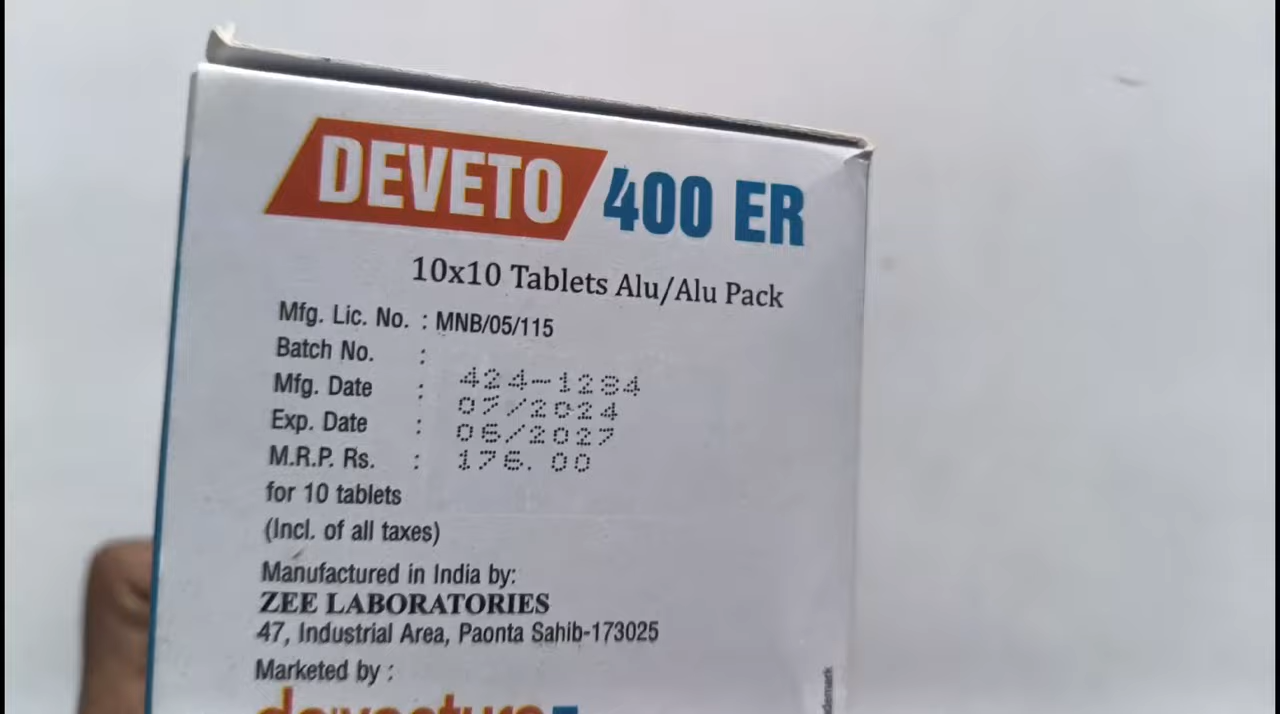 DEVETO 400 ER
10x10 Tablets Alu/Alu Pack
Mfg. Lic. No. : MNB/05/115
Batch No. :
Mfg. Date : 424-1284
Exp. Date : 07/2024
M.R.P. Rs. : 06/2027
176.00
for 10 tablets
(Incl. of all taxes)
Manufactured in India by:
ZEE LABORATORIES
47, Industrial Area, Paonta Sahib-173025
Marketed by :